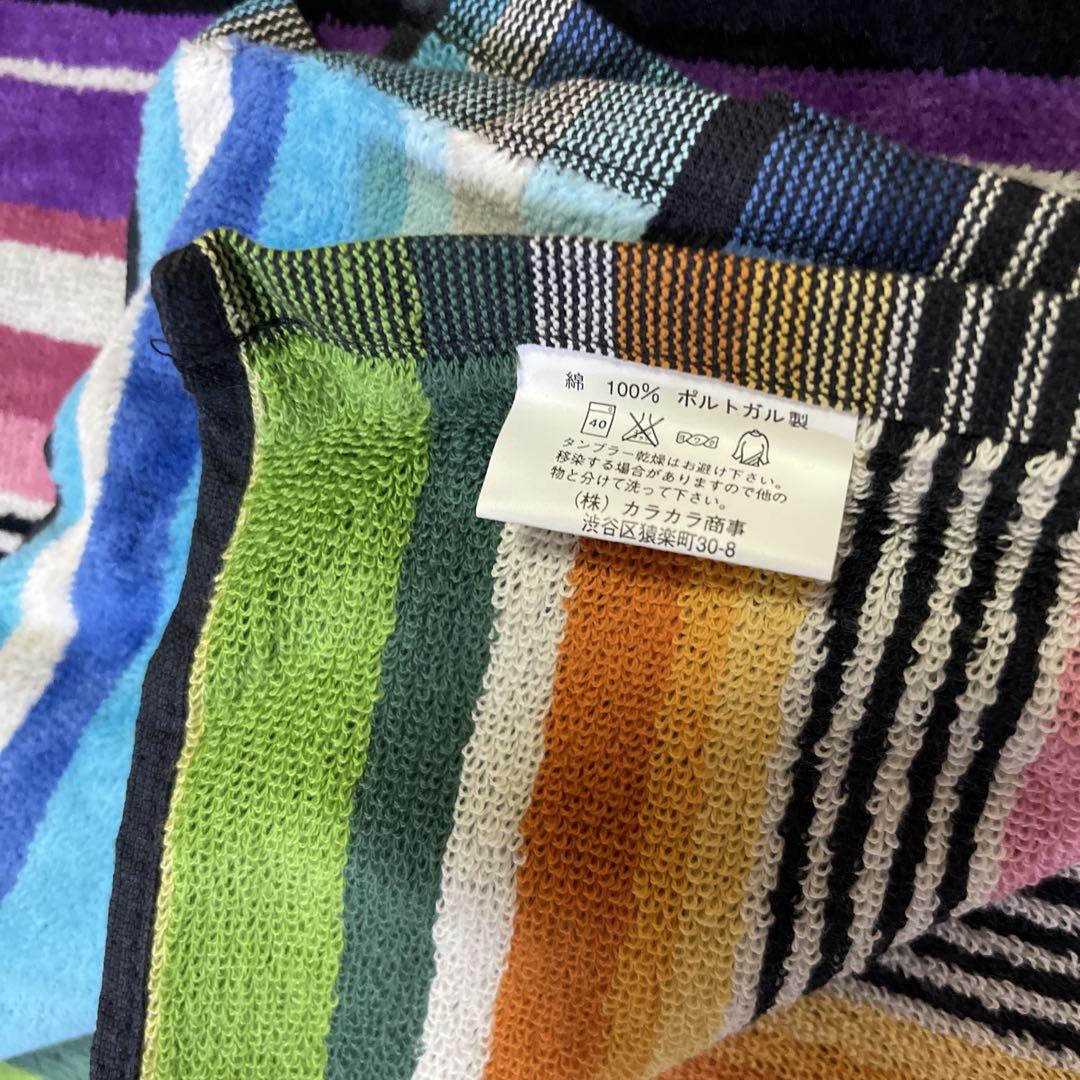 綿 100% ポルトガル製
40
タンブラー乾燥はお避け下さい。
移染する場合がありますので他の
物と分けて洗って下さい。
(株) カラカラ商事
渋谷区猿楽町30-8